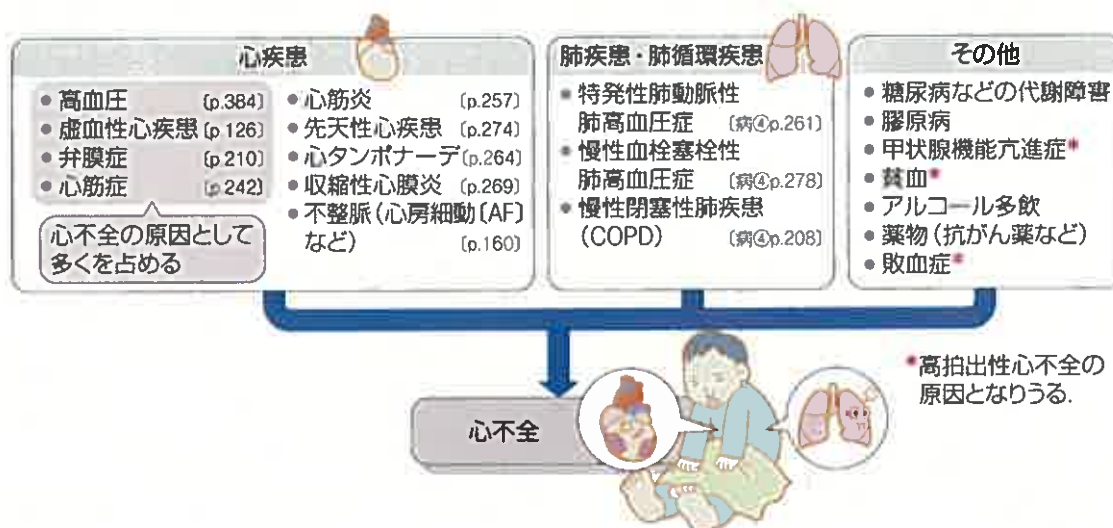 心疾患
● 高血圧 〔p.384〕
● 虚血性心疾患〔p.126〕
● 弁膜症 〔p.210〕
● 心筋症 〔p.242〕
心不全の原因として
多くを占める
● 心筋炎 〔p.257〕
● 先天性心疾患 〔p.274〕
● 心タンポナーデ〔p.264〕
● 収縮性心膜炎 〔p.269〕
● 不整脈(心房細動〔AF〕
など) 〔p.160〕
肺疾患・肺循環疾患
● 特発性肺動脈性
肺高血圧症 〔病④p.261〕
● 慢性血栓塞栓性
肺高血圧症 〔病④p.278〕
● 慢性閉塞性肺疾患
(COPD) 〔病④p.208〕
その他
● 糖尿病などの代謝障害
● 膠原病
● 甲状腺機能亢進症*
● 貧血*
● アルコール多飲
● 薬物(抗がん薬など)
● 敗血症*
*高拍出性心不全の
原因となりうる.
心不全